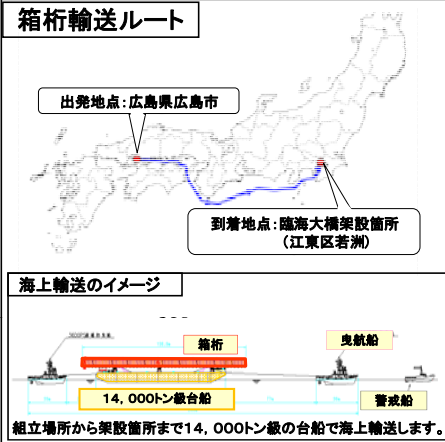 箱桁輸送ルート
出発地点：広島県広島市
到着地点：臨海大橋架設箇所
（江東区若洲）
海上輸送のイメージ
箱桁
曳航船
14，000トン級台船
警戒船
組立場所から架設箇所まで14，000トン級の台船で海上輸送します。